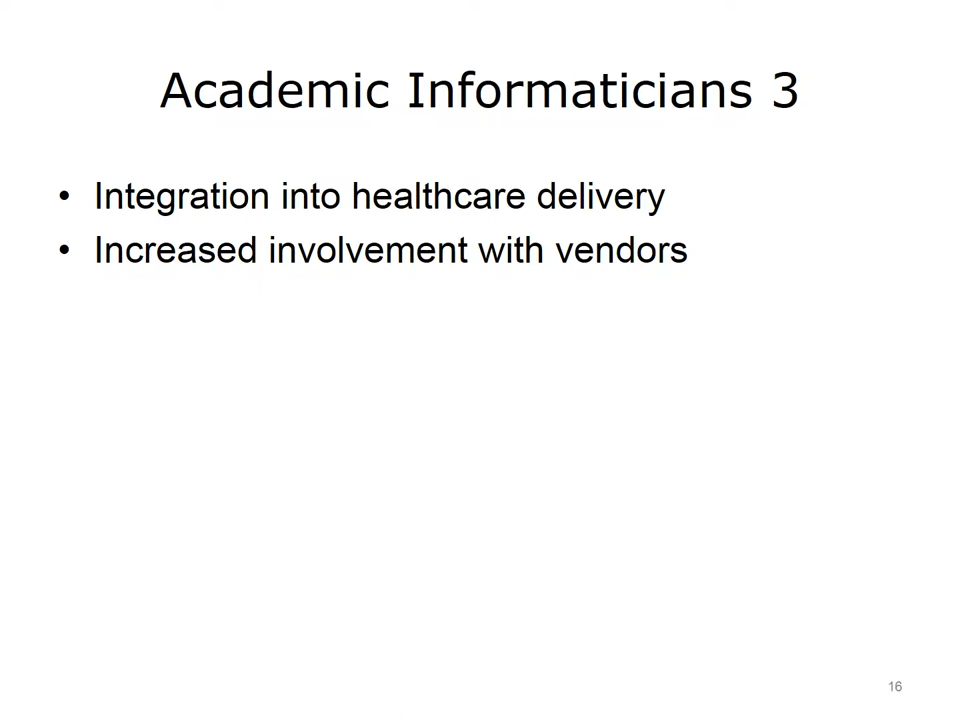 Academic Informaticians 3
• Integration into healthcare delivery
• Increased involvement with vendors
16